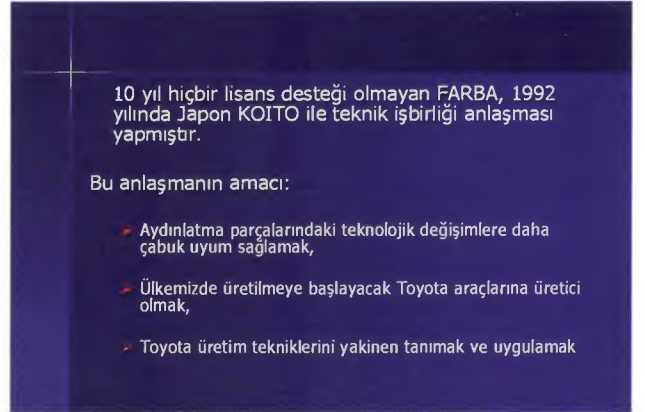 10 yıl hiçbir lisans desteği olmayan FARBA, 1992
yılında Japon KOITO ile teknik işbirliği anlaşması
yapmıştır.
Bu anlaşmanın amacı:
Aydınlatma parçalarındaki teknolojik değişimlere daha
çabuk uyum sağlamak,
Ülkemizde üretilmeye başlayacak Toyota araçlarına üretici
olmak,
Toyota üretim tekniklerini yakinen tanımak ve uygulamak